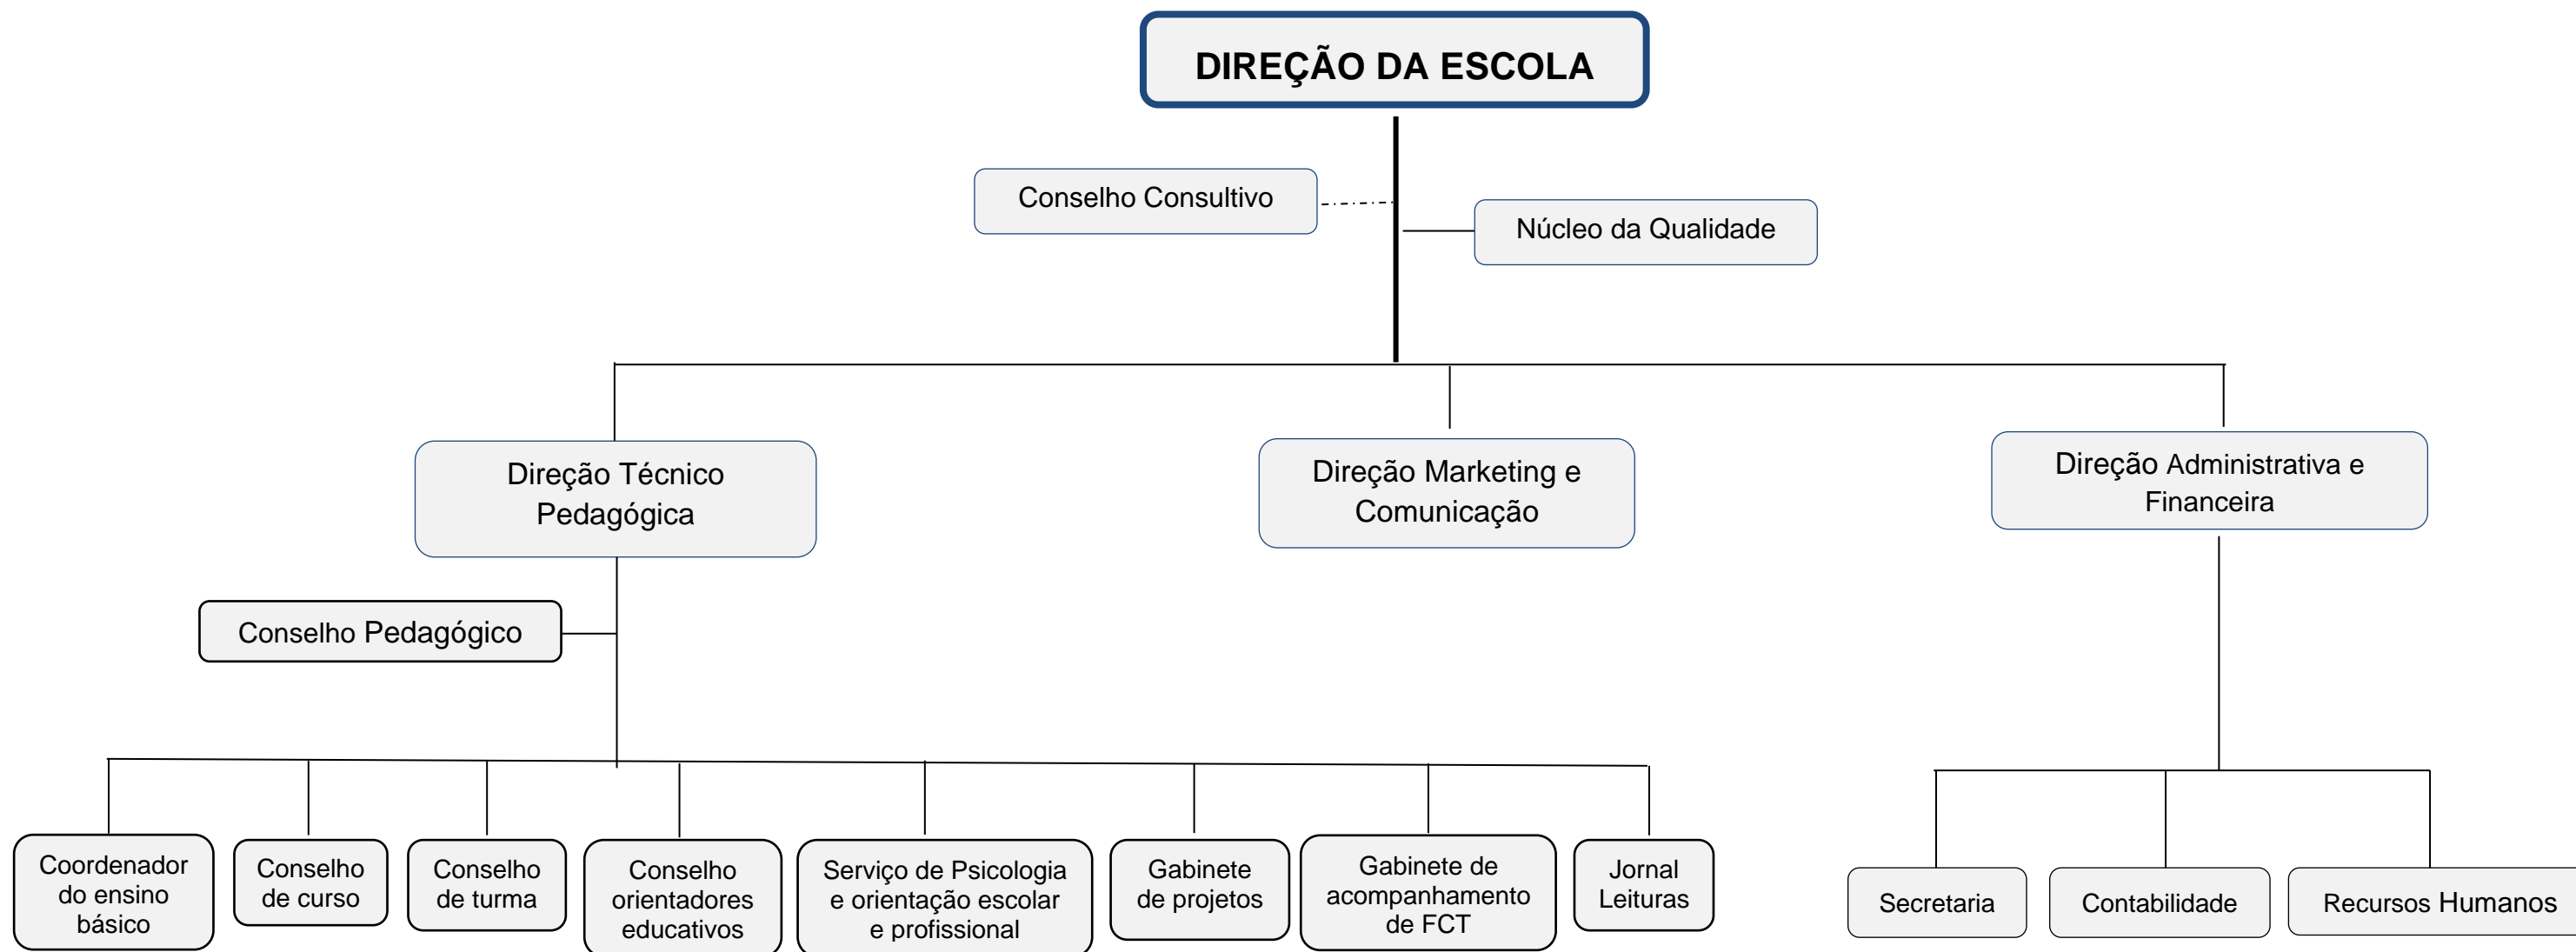 DIREÇÃO DA ESCOLA
Conselho Consultivo
Núcleo da Qualidade
Direção Técnico
Pedagógica
Direção Marketing e
Comunicação
Direção Administrativa e
Financeira
Conselho Pedagógico
Coordenador
do ensino
básico
Conselho
de curso
Conselho
de turma
Conselho
orientadores
educativos
Serviço de Psicologia
e orientação escolar
e profissional
Gabinete
de projetos
Gabinete de
acompanhamento
de FCT
Jornal
Leituras
Secretaria
Contabilidade
Recursos Humanos